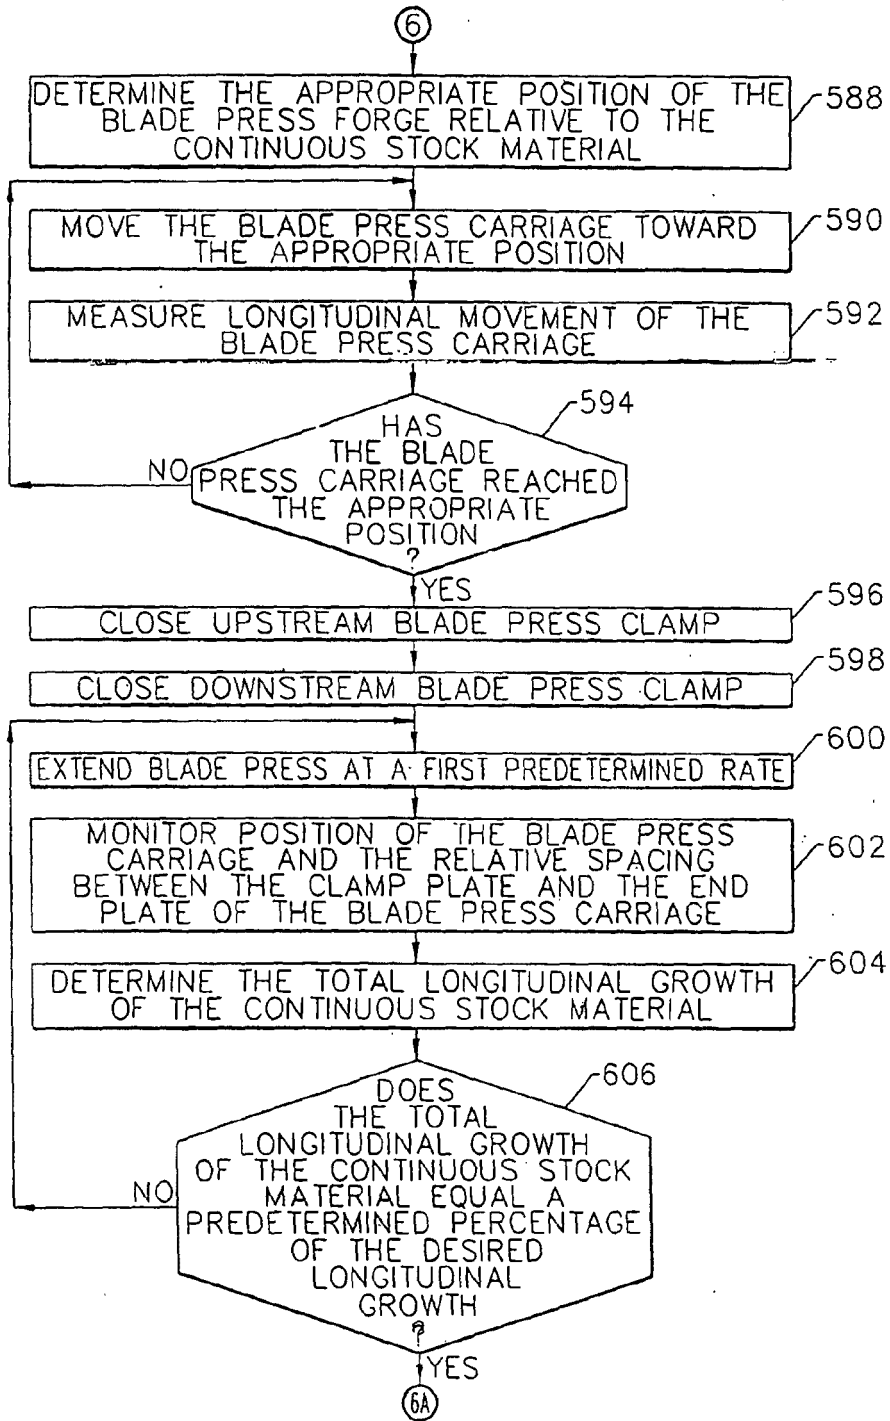 6
DETERMINE THE APPROPRIATE POSITION OF THE
BLADE PRESS FORGE RELATIVE TO THE
CONTINUOUS STOCK MATERIAL
588
MOVE THE BLADE PRESS CARRIAGE TOWARD
THE APPROPRIATE POSITION
590
MEASURE LONGITUDINAL MOVEMENT OF THE
BLADE PRESS CARRIAGE
592
594
HAS
THE BLADE
PRESS CARRIAGE REACHED
THE APPROPRIATE
POSITION
?
NO
YES
CLOSE UPSTREAM BLADE PRESS CLAMP
596
CLOSE DOWNSTREAM BLADE PRESS CLAMP
598
EXTEND BLADE PRESS AT A FIRST PREDETERMINED RATE
600
MONITOR POSITION OF THE BLADE PRESS
CARRIAGE AND THE RELATIVE SPACING
BETWEEN THE CLAMP PLATE AND THE END
PLATE OF THE BLADE PRESS CARRIAGE
602
DETERMINE THE TOTAL LONGITUDINAL GROWTH
OF THE CONTINUOUS STOCK MATERIAL
604
606
DOES
THE TOTAL
LONGITUDINAL GROWTH
OF THE CONTINUOUS STOCK
MATERIAL EQUAL A
PREDETERMINED PERCENTAGE
OF THE DESIRED
LONGITUDINAL
GROWTH
?
NO
YES
6A